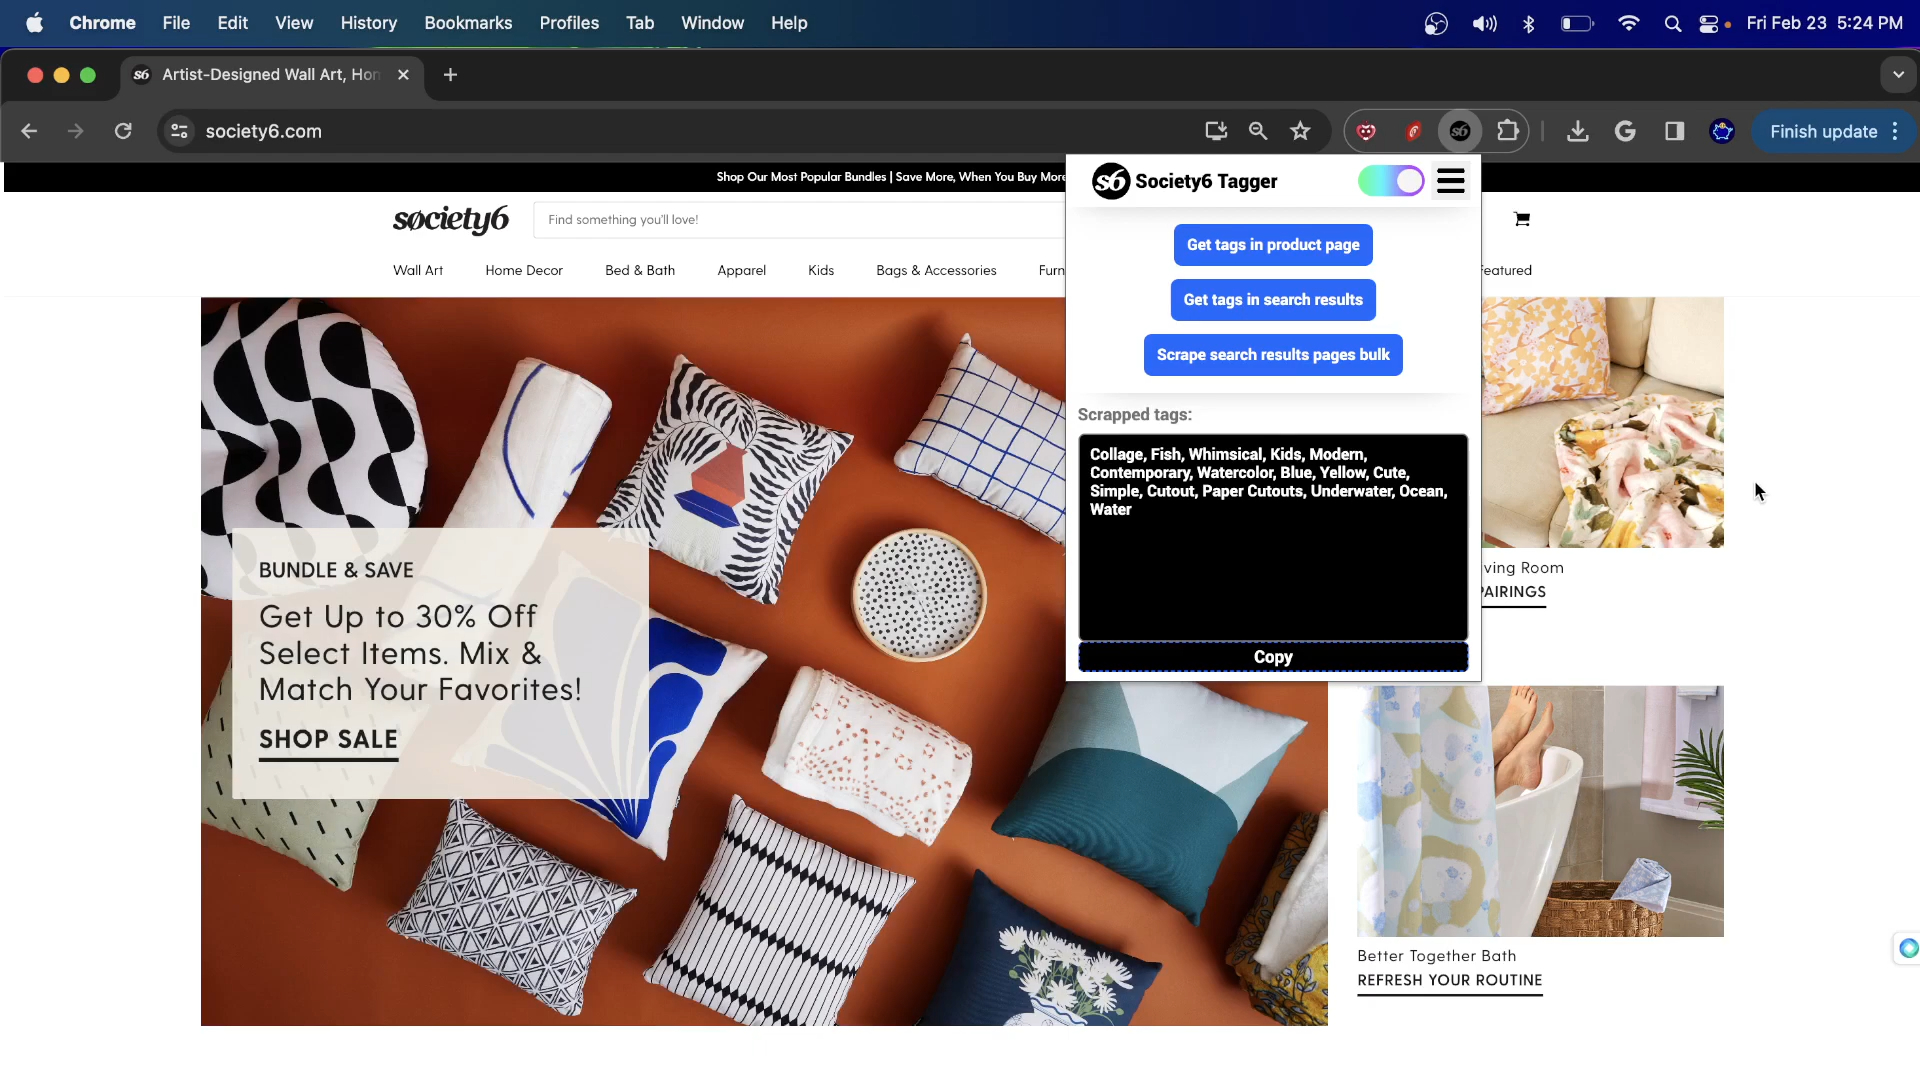 Chrome File Edit View History Bookmarks Profiles Tab Window Help Fri Feb 23 5:24 PM
s6 Artist-Designed Wall Art, Hon
society6.com Finish update
Shop Our Most Popular Bundles | Save More, When You Buy More
society6 Find something you'll love!
Wall Art Home Decor Bed & Bath Apparel Kids Bags & Accessories Furn eatured
s6 Society6 Tagger
Get tags in product page
Get tags in search results
Scrape search results pages bulk
Scrapped tags:
Collage, Fish, Whimsical, Kids, Modern,
Contemporary, Watercolor, Blue, Yellow, Cute,
Simple, Cutout, Paper Cutouts, Underwater, Ocean,
Water
Copy
BUNDLE & SAVE
Get Up to 30% Off
Select Items. Mix &
Match Your Favorites!
SHOP SALE
ving Room
PAIRINGS
Better Together Bath
REFRESH YOUR ROUTINE